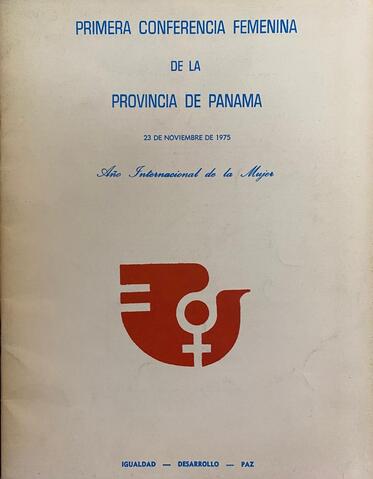 PRIMERA CONFERENCIA FEMENINA
DE LA
PROVINCIA DE PANAMA
23 DE NOVIEMBRE DE 1975
Año Internacional de la Mujer
IGUALDAD — DESARROLLO — PAZ